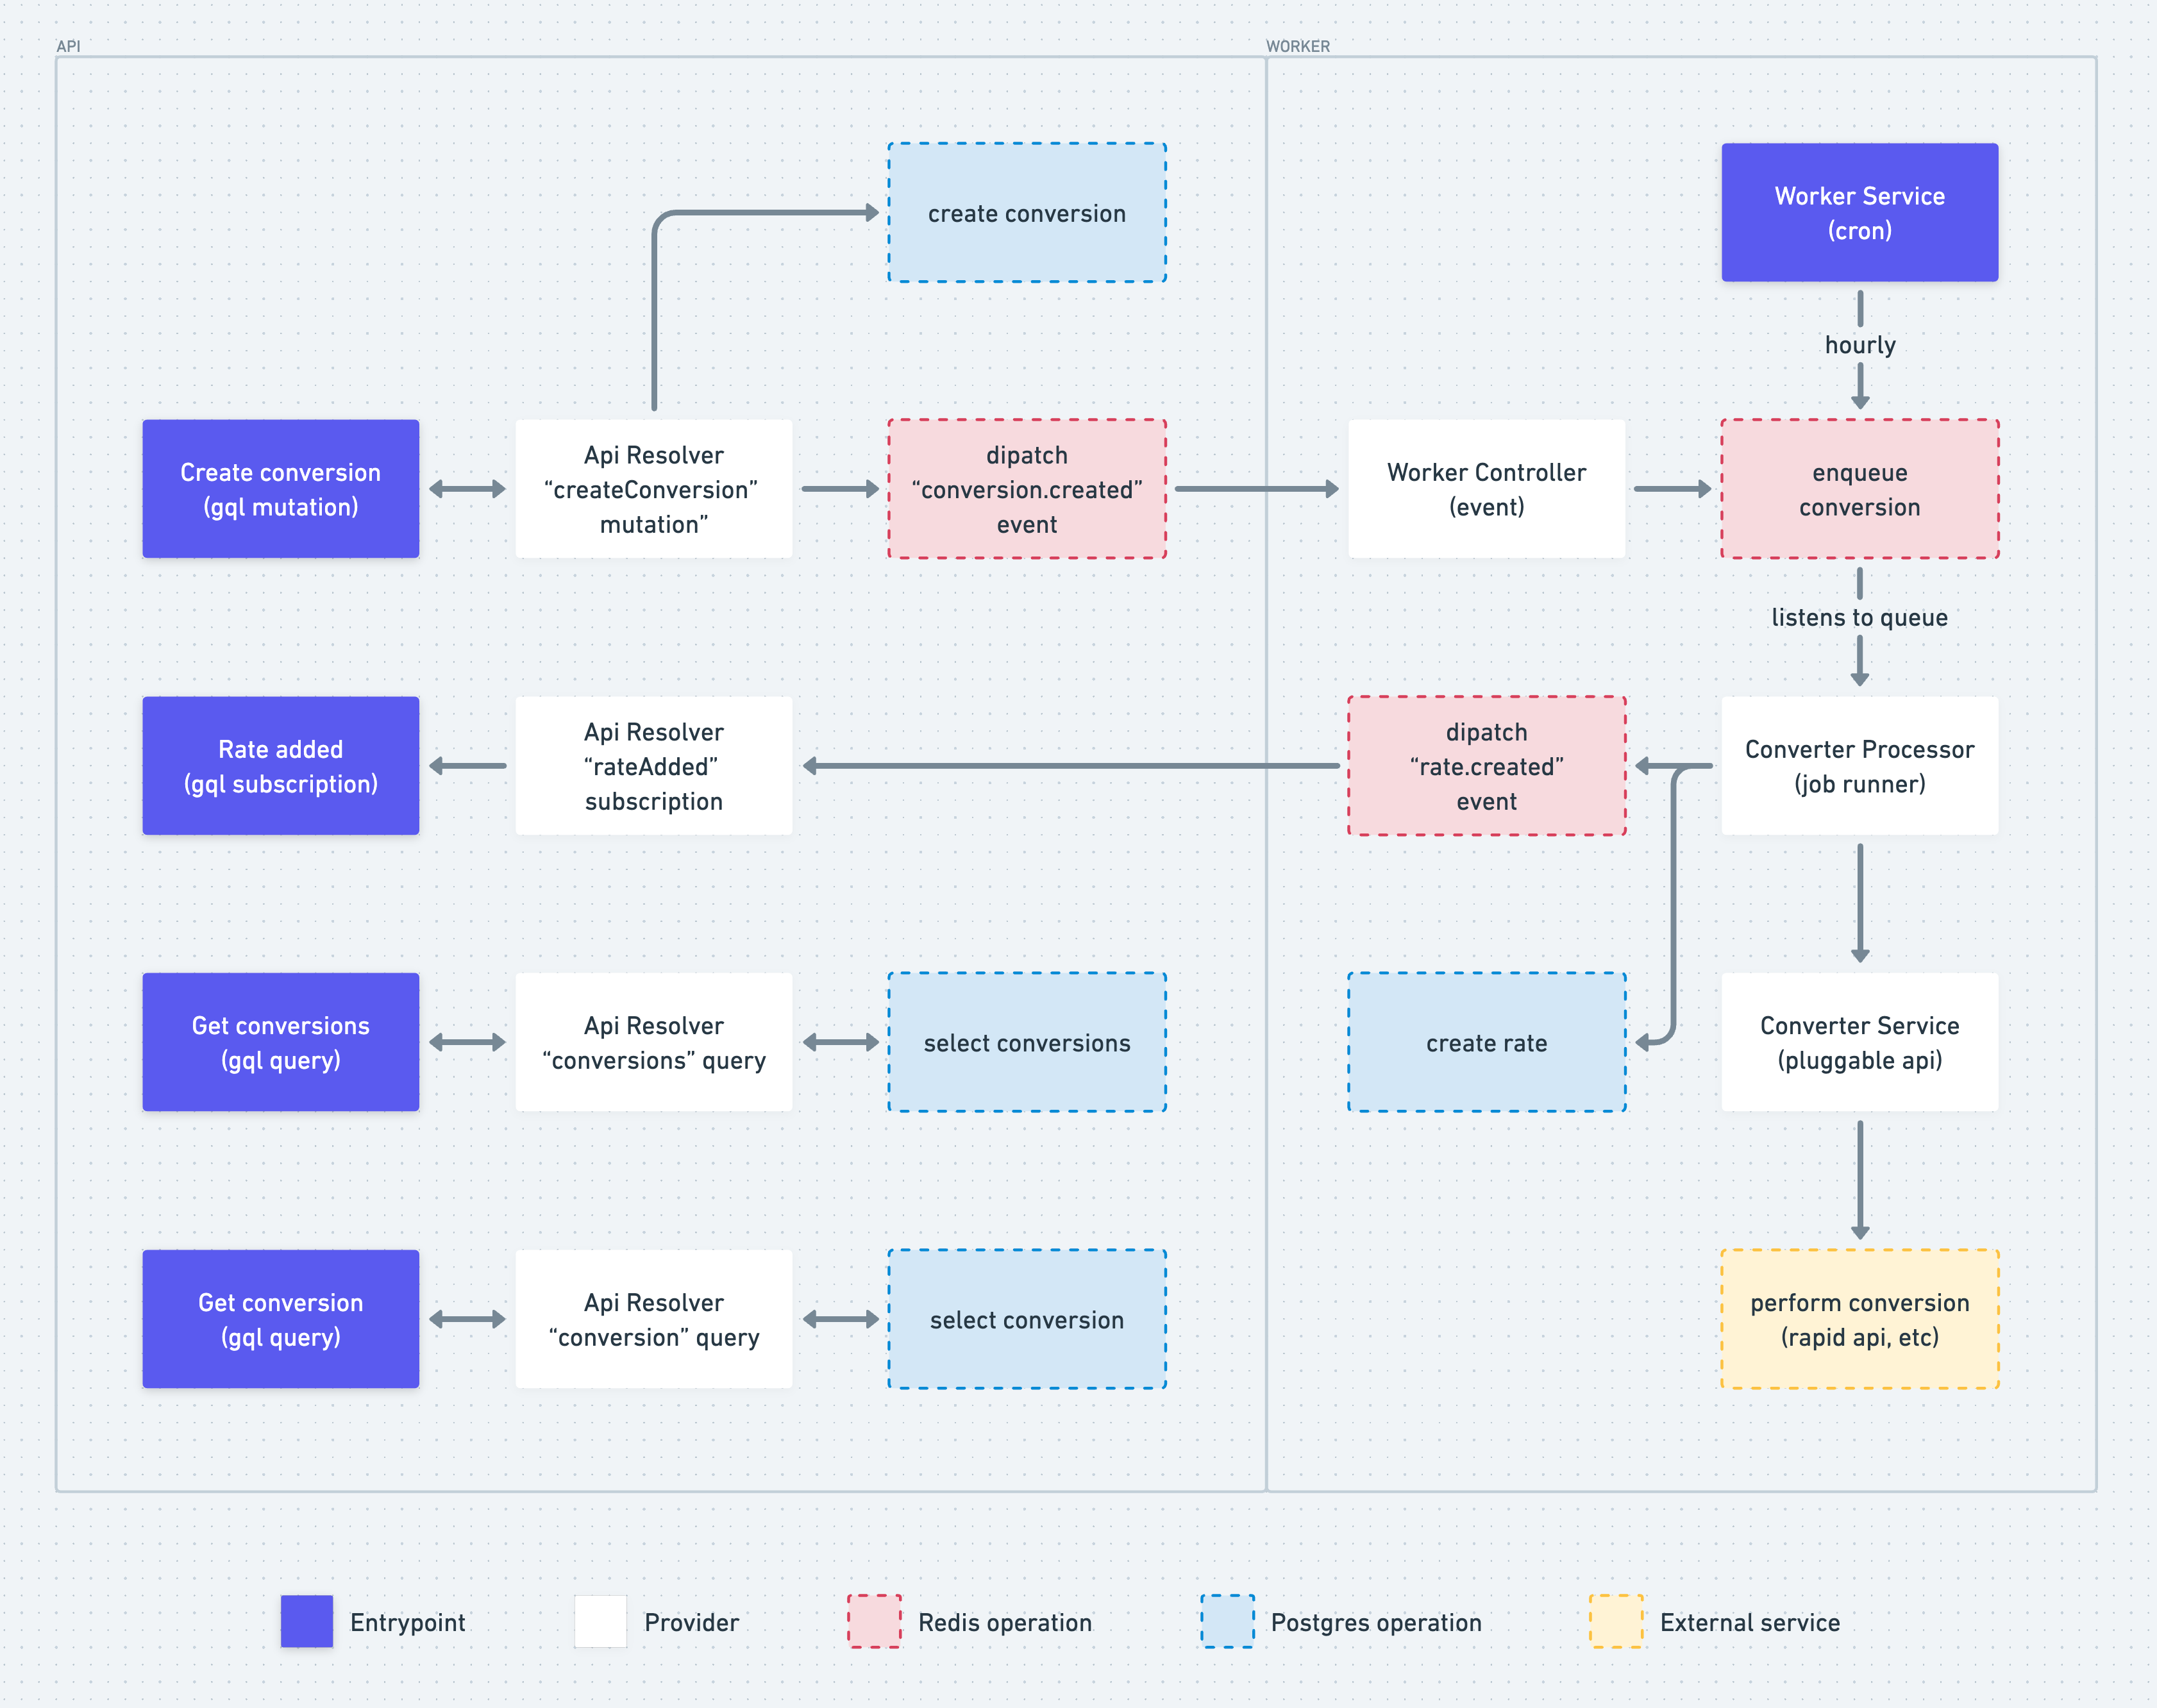 API
WORKER
create conversion
Worker Service
(cron)
hourly
Create conversion
(gql mutation)
Api Resolver
“createConversion”
mutation”
dipatch
“conversion.created”
event
Worker Controller
(event)
enqueue
conversion
listens to queue
Rate added
(gql subscription)
Api Resolver
“rateAdded”
subscription
dipatch
“rate.created”
event
Converter Processor
(job runner)
Get conversions
(gql query)
Api Resolver
“conversions” query
select conversions
create rate
Converter Service
(pluggable api)
Get conversion
(gql query)
Api Resolver
“conversion” query
select conversion
perform conversion
(rapid api, etc)
Entrypoint
Provider
Redis operation
Postgres operation
External service